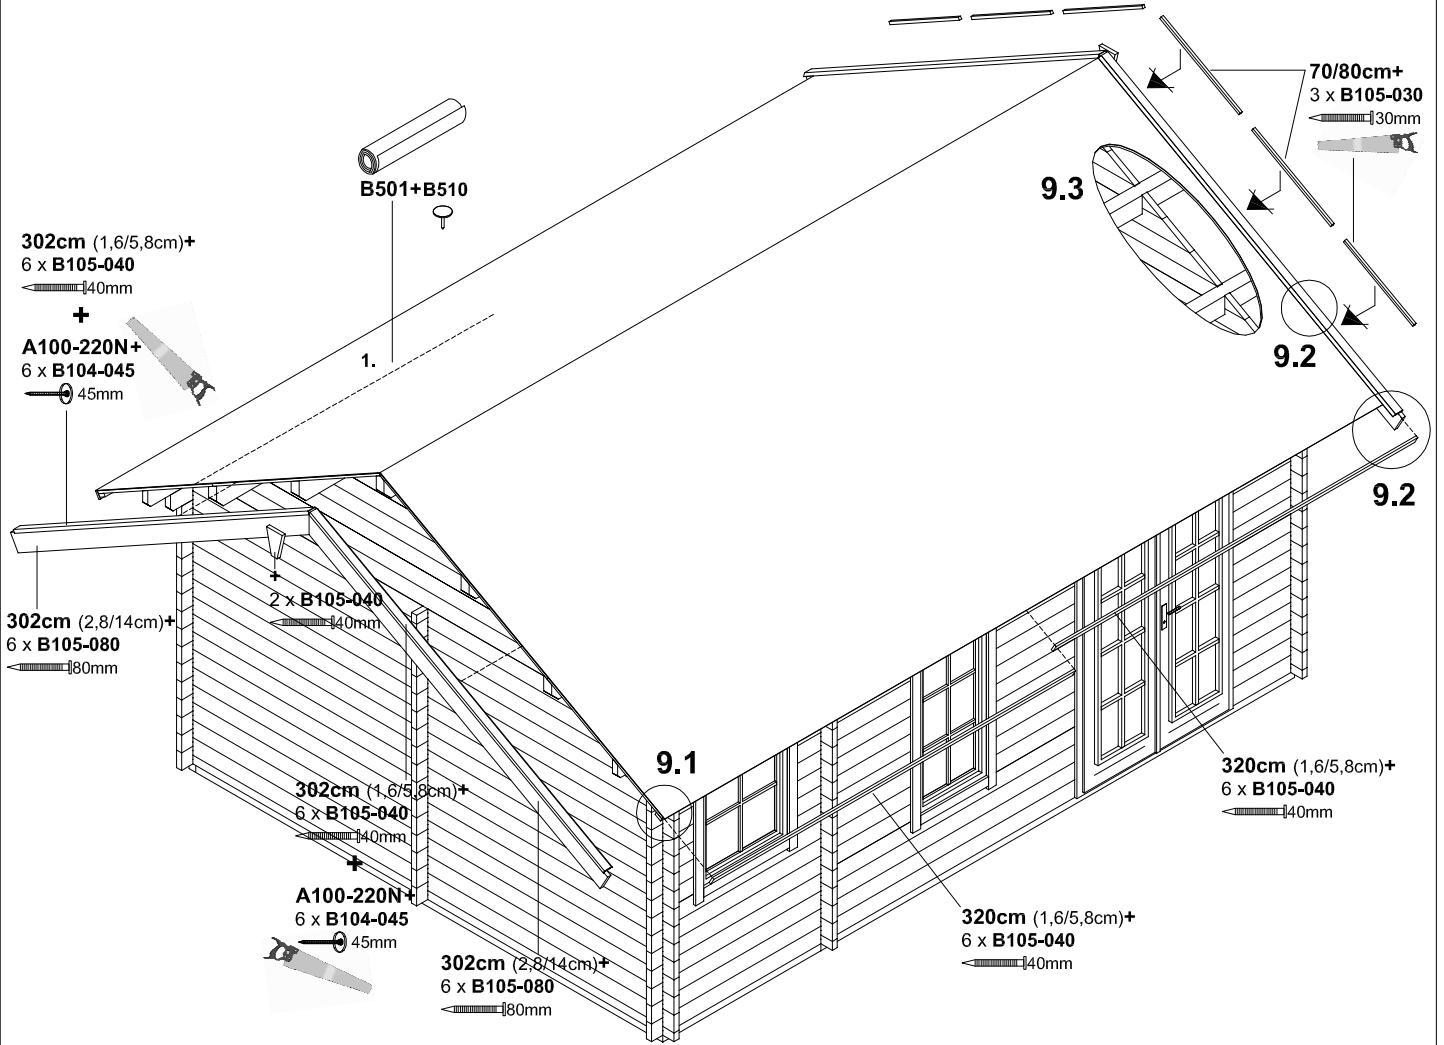 70/80cm+
3 x B105-030
30mm
B501+B510
9.3
302cm (1,6/5,8cm)+
6 x B105-040
40mm
+
A100-220N+
6 x B104-045
45mm
1.
9.2
9.2
+
2 x B105-040
40mm
302cm (2,8/14cm)+
6 x B105-080
80mm
9.1
302cm (1,6/5,8cm)+
6 x B105-040
40mm
+
A100-220N+
6 x B104-045
45mm
302cm (2,8/14cm)+
6 x B105-080
80mm
320cm (1,6/5,8cm)+
6 x B105-040
40mm
320cm (1,6/5,8cm)+
6 x B105-040
40mm